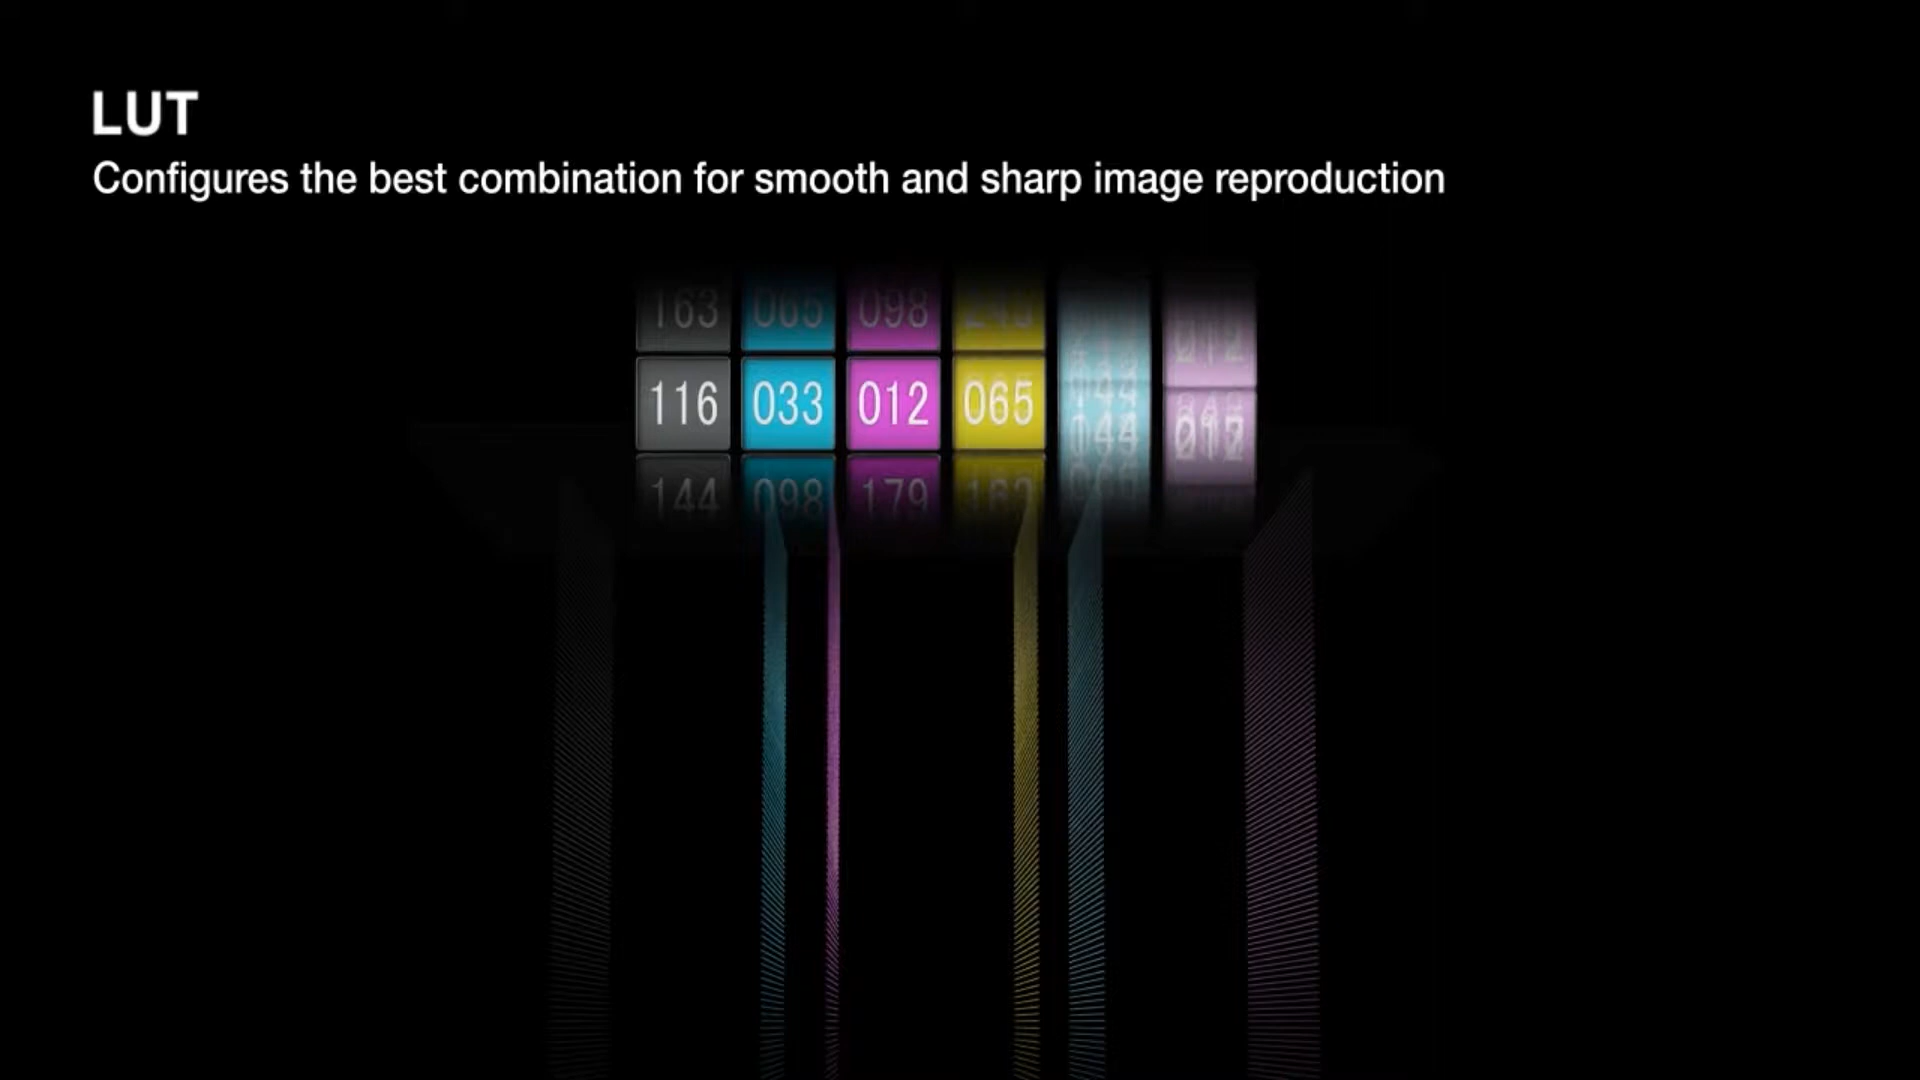 LUT
Configures the best combination for smooth and sharp image reproduction
163 065 098
116 033 012 065
144 098 179